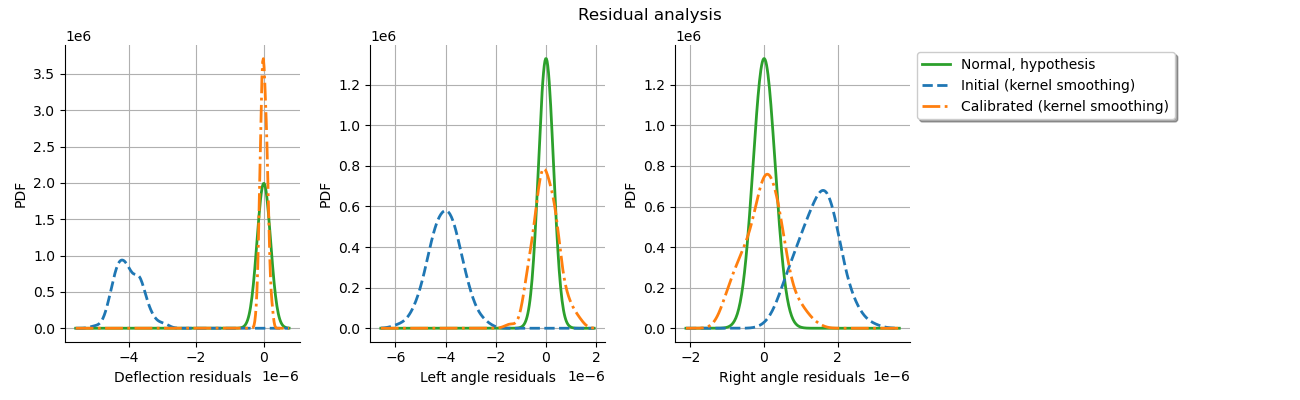 Residual analysis
1e6
3.5
3.0
2.5
2.0
1.5
1.0
0.5
0.0
PDF
−4
−2
0
Deflection residuals
1e−6
1e6
1.2
1.0
0.8
0.6
0.4
0.2
0.0
PDF
−6
−4
−2
0
2
Left angle residuals
1e−6
1e6
1.2
1.0
0.8
0.6
0.4
0.2
0.0
PDF
−2
0
2
Right angle residuals
1e−6
Normal, hypothesis
Initial (kernel smoothing)
Calibrated (kernel smoothing)